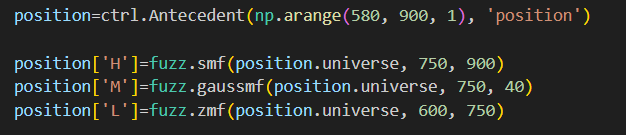 position=ctrl.Antecedent(np.arange(580, 900, 1), 'position')
position['H']=fuzz.smf(position.universe, 750, 900)
position['M']=fuzz.gaussmf(position.universe, 750, 40)
position['L']=fuzz.zmf(position.universe, 600, 750)